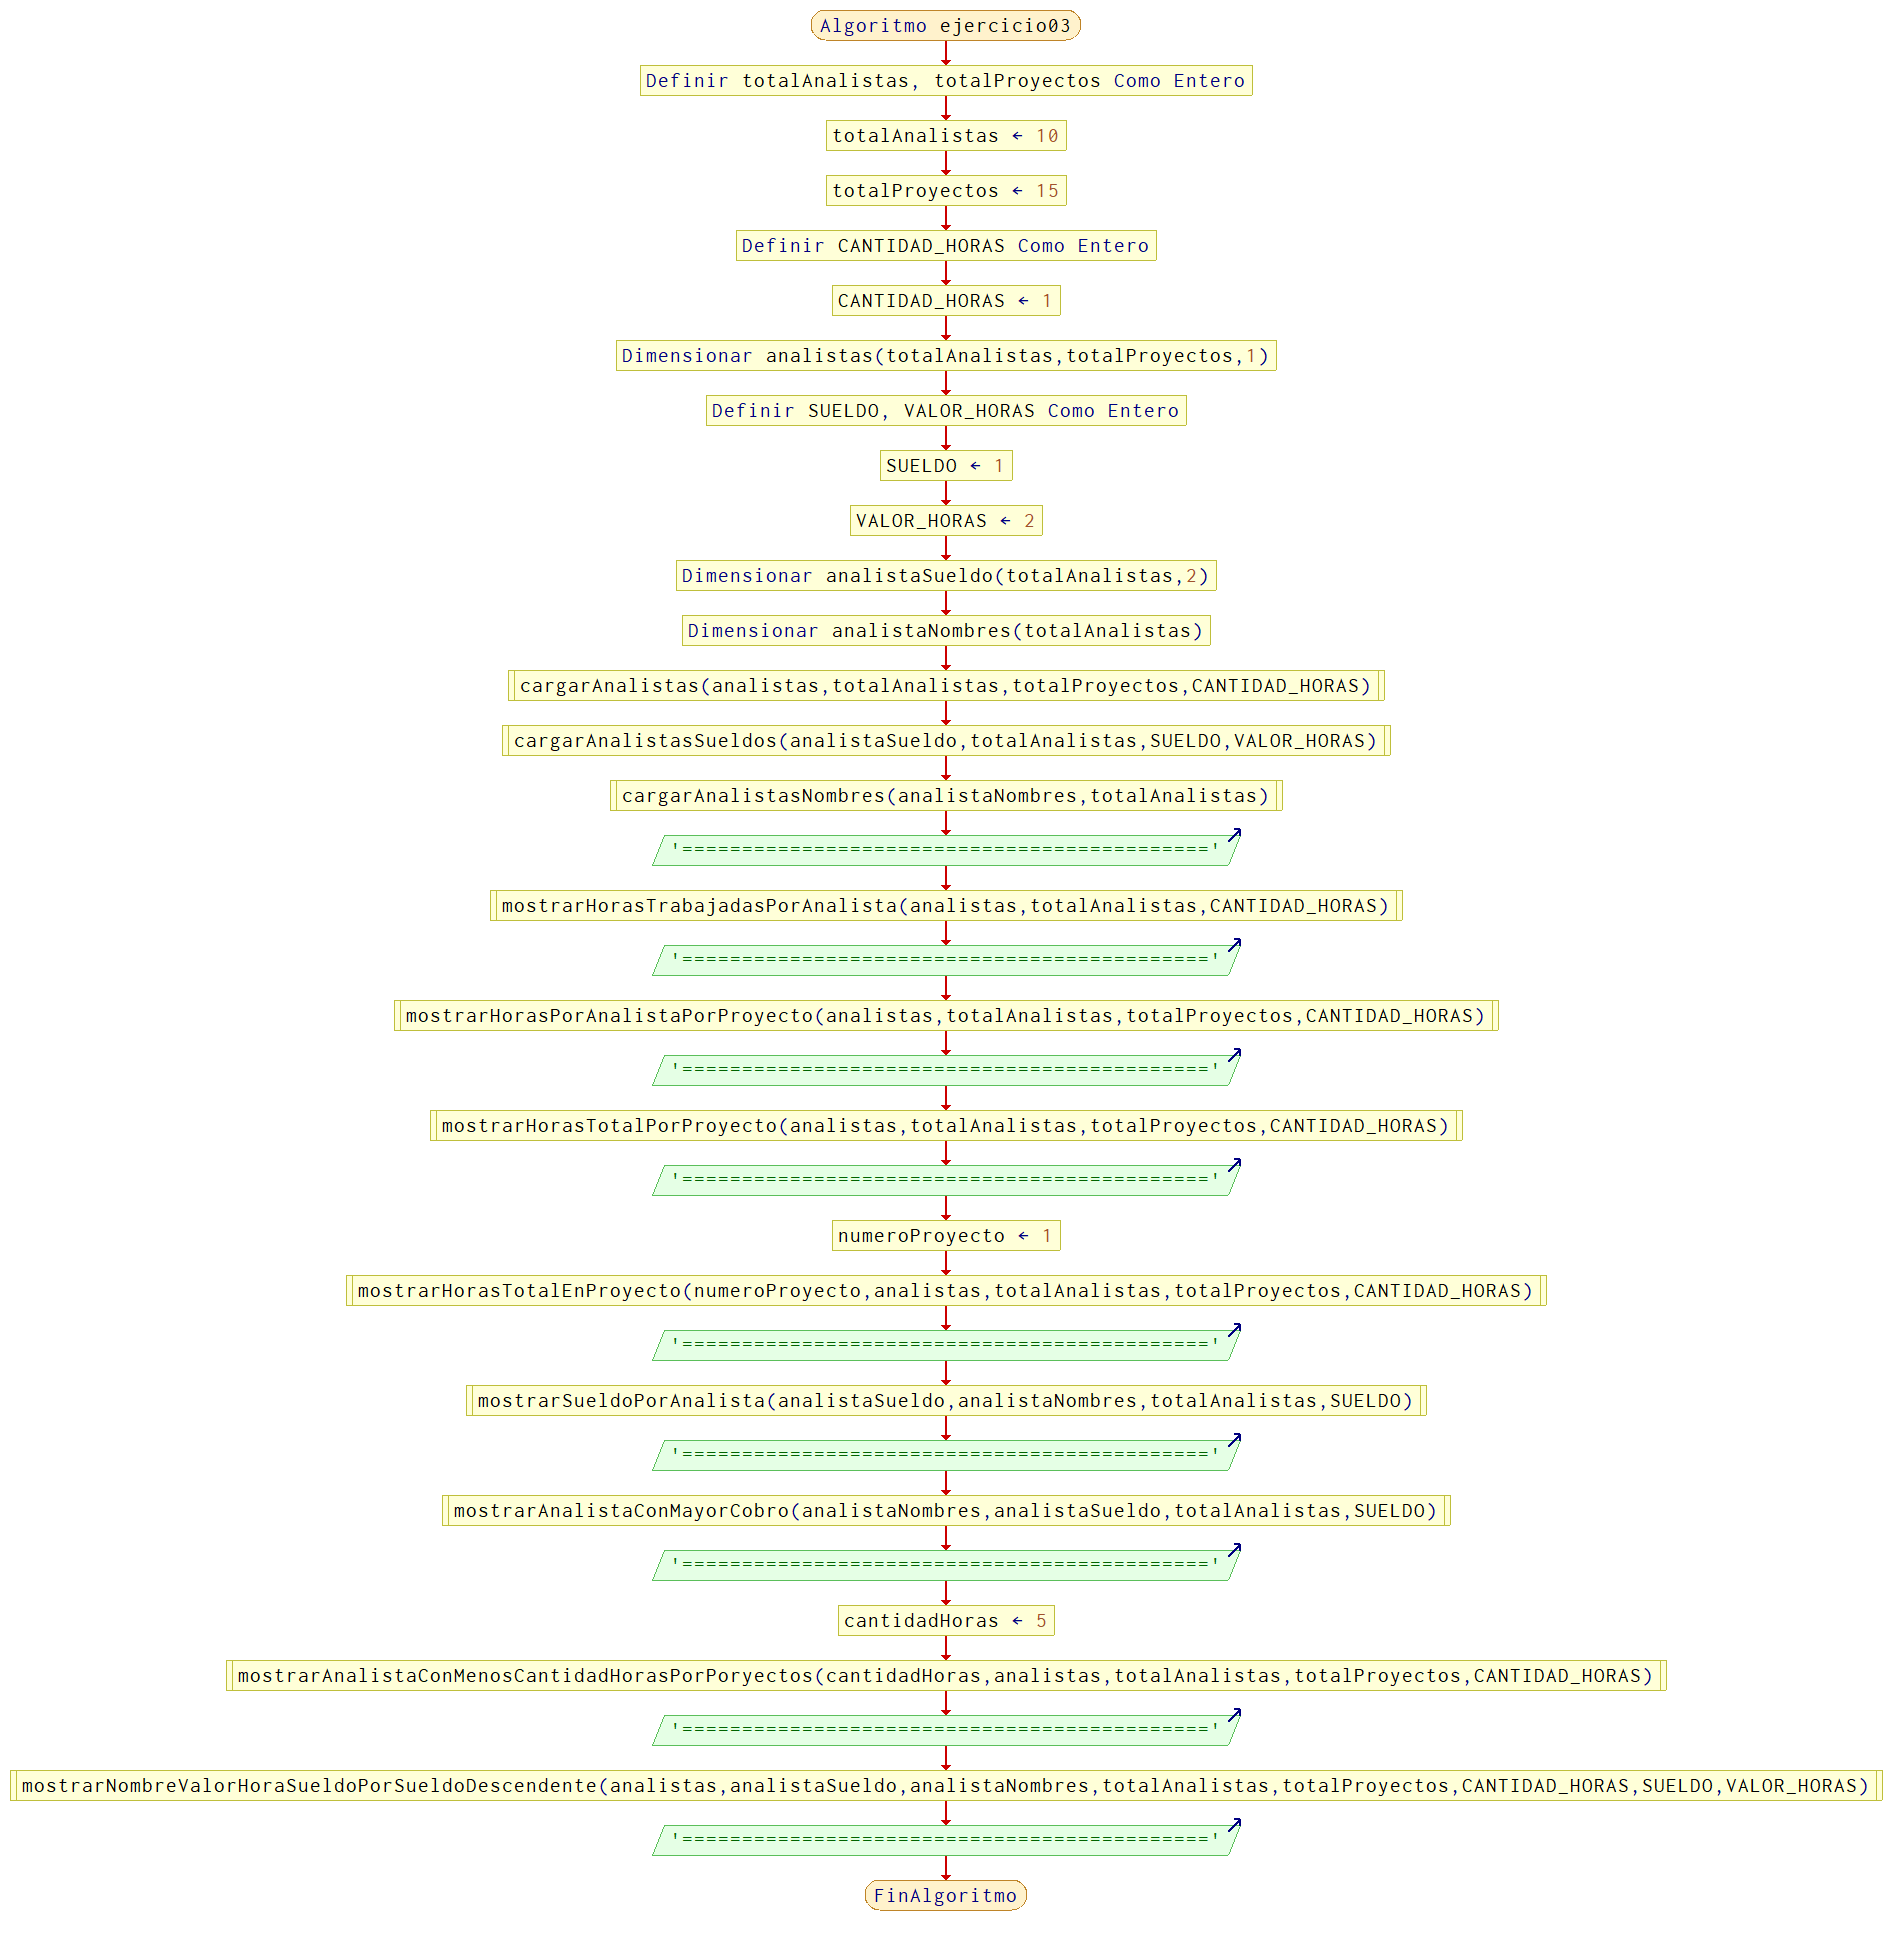 Algoritmo ejercicio03
Definir totalAnalistas, totalProyectos Como Entero
totalAnalistas ← 10
totalProyectos ← 15
Definir CANTIDAD_HORAS Como Entero
CANTIDAD_HORAS ← 1
Dimensionar analistas(totalAnalistas,totalProyectos,1)
Definir SUELDO, VALOR_HORAS Como Entero
SUELDO ← 1
VALOR_HORAS ← 2
Dimensionar analistaSueldo(totalAnalistas,2)
Dimensionar analistaNombres(totalAnalistas)
cargarAnalistas(analistas,totalAnalistas,totalProyectos,CANTIDAD_HORAS)
cargarAnalistasSueldos(analistaSueldo,totalAnalistas,SUELDO,VALOR_HORAS)
cargarAnalistasNombres(analistaNombres,totalAnalistas)
'============================================'
mostrarHorasTrabajadasPorAnalista(analistas,totalAnalistas,CANTIDAD_HORAS)
'============================================'
mostrarHorasPorAnalistaPorProyecto(analistas,totalAnalistas,totalProyectos,CANTIDAD_HORAS)
'============================================'
mostrarHorasTotalPorProyecto(analistas,totalAnalistas,totalProyectos,CANTIDAD_HORAS)
'============================================'
numeroProyecto ← 1
mostrarHorasTotalEnProyecto(numeroProyecto,analistas,totalAnalistas,totalProyectos,CANTIDAD_HORAS)
'============================================'
mostrarSueldoPorAnalista(analistaSueldo,analistaNombres,totalAnalistas,SUELDO)
'============================================'
mostrarAnalistaConMayorCobro(analistaNombres,analistaSueldo,totalAnalistas,SUELDO)
'============================================'
cantidadHoras ← 5
mostrarAnalistaConMenosCantidadHorasPorPoryectos(cantidadHoras,analistas,totalAnalistas,totalProyectos,CANTIDAD_HORAS)
'============================================'
mostrarNombreValorHoraSueldoPorSueldoDescendente(analistas,analistaSueldo,analistaNombres,totalAnalistas,totalProyectos,CANTIDAD_HORAS,SUELDO,VALOR_HORAS)
'============================================'
FinAlgoritmo